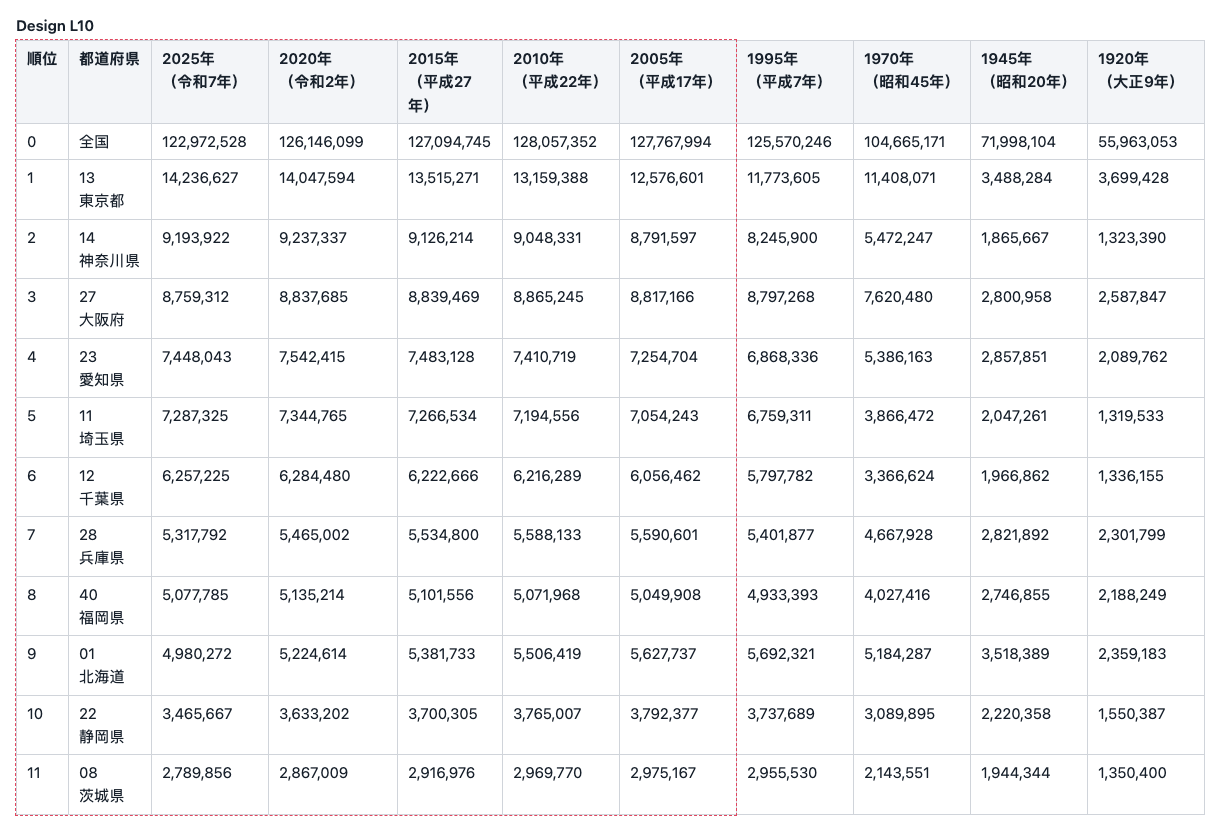 Design L10
順位 都道府県 2025年 2020年 2015年 2010年 2005年 1995年 1970年 1945年 1920年
（令和7年） （令和2年） （平成27 （平成22年） （平成17年） （平成7年） （昭和45年） （昭和20年） （大正9年）
年）
0 全国 122,972,528 126,146,099 127,094,745 128,057,352 127,767,994 125,570,246 104,665,171 71,998,104 55,963,053
1 13 14,236,627 14,047,594 13,515,271 13,159,388 12,576,601 11,773,605 11,408,071 3,488,284 3,699,428
東京都
2 14 9,193,922 9,237,337 9,126,214 9,048,331 8,791,597 8,245,900 5,472,247 1,865,667 1,323,390
神奈川県
3 27 8,759,312 8,837,685 8,839,469 8,865,245 8,817,166 8,797,268 7,620,480 2,800,958 2,587,847
大阪府
4 23 7,448,043 7,542,415 7,483,128 7,410,719 7,254,704 6,868,336 5,386,163 2,857,851 2,089,762
愛知県
5 11 7,287,325 7,344,765 7,266,534 7,194,556 7,054,243 6,759,311 3,866,472 2,047,261 1,319,533
埼玉県
6 12 6,257,225 6,284,480 6,222,666 6,216,289 6,056,462 5,797,782 3,366,624 1,966,862 1,336,155
千葉県
7 28 5,317,792 5,465,002 5,534,800 5,588,133 5,590,601 5,401,877 4,667,928 2,821,892 2,301,799
兵庫県
8 40 5,077,785 5,135,214 5,101,556 5,071,968 5,049,908 4,933,393 4,027,416 2,746,855 2,188,249
福岡県
9 01 4,980,272 5,224,614 5,381,733 5,506,419 5,627,737 5,692,321 5,184,287 3,518,389 2,359,183
北海道
10 22 3,465,667 3,633,202 3,700,305 3,765,007 3,792,377 3,737,689 3,089,895 2,220,358 1,550,387
静岡県
11 08 2,789,856 2,867,009 2,916,976 2,969,770 2,975,167 2,955,530 2,143,551 1,944,344 1,350,400
茨城県